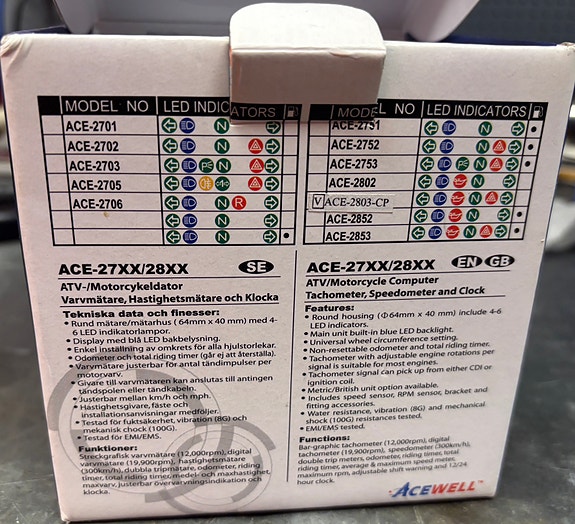 MODEL NO LED INDICATORS
ACE-2701 N
ACE-2702 N
ACE-2703 N
ACE-2705
ACE-2706 N R
N
N
MODEL NO LED INDICATORS
ACE-2751 N
ACE-2752 N
ACE-2753 N
ACE-2802 N
V ACE-2803-CP N
ACE-2852 N
ACE-2853 N
ACE-27XX/28XX SE
ATV-/Motorcykeldator
Varvmätare, Hastighetsmätare och Klocka
Tekniska data och finesser:
• Rund mätare/mätarhus ( 64mm x 40 mm) med 4-
6 LED indikatorlampor.
• Display med blå LED bakbelysning.
• Enkel inställning av omkrets för alla hjulstorlekar.
• Odometer och total riding timer (går ej att återställa).
• Varvmätare justerbar för antal tändimpulser per
motorvarv.
• Givare till varvmätaren kan anslutas till antingen
tändspolen eller tändkabeln.
• Justerbar mellan km/h och mph.
• Hastighetsgivare, fäste och
installationsanvisningar medföljer.
• Testad för fuktsäkerhet, vibration (8G) och
mekanisk chock (100G).
• Testad för EMI/EMS.
Funktioner:
Streckgrafisk varvmätare (12,000rpm), digital
varvmätare (19,900rpm), hastighetsmätare
(300km/h), dubbla trippmätare, odometer, riding
timer, total riding timer, medel och maxhastighet,
maxvarv, justerbar övervarvningsindikation och
klocka.
ACE-27XX/28XX EN GB
ATV/Motorcycle Computer
Tachometer, Speedometer and Clock
Features:
• Round housing (Φ64mm x 40 mm) include 4-6
LED indicators.
• Main unit built-in blue LED backlight.
• Universal wheel circumference setting.
• Non-resettable odometer and total riding timer.
• Tachometer with adjustable engine rotations per
signal is suitable for most engines.
• Tachometer signal can pick up from either CDI or
ignition coil.
• Metric/British unit option available.
• Includes speed sensor, RPM sensor, bracket and
fitting accessories.
• Water resistance, vibration (8G) and mechanical
shock (100G) resistances tested.
• EMI/EMS tested.
Functions:
Bar-graphic tachometer (12,000rpm), digital
tachometer (19,900rpm), speedometer (300km/h),
double trip meters, odometer, riding timer, total
riding timer, average & maximum speed meter,
maximum rpm, adjustable shift warning and 12/24
hour clock.
ACEWELL™